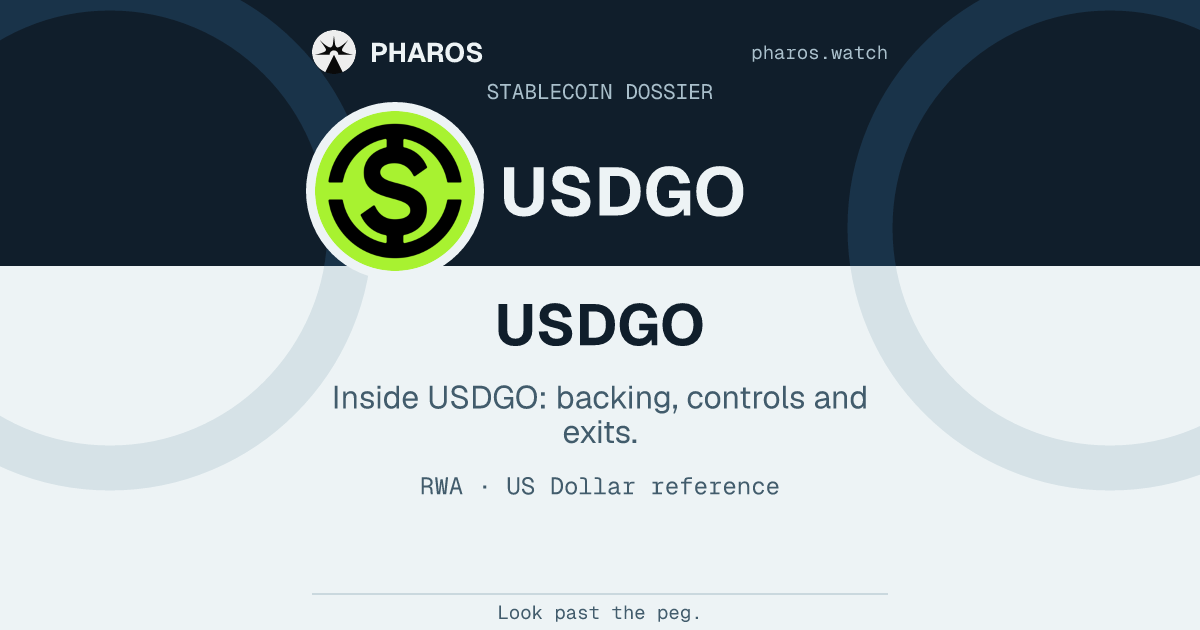 PHAROS
pharos.watch
STABLECOIN DOSSIER
USDGO
USDGO
Inside USDGO: backing, controls and
exits.
RWA · US Dollar reference
Look past the peg.